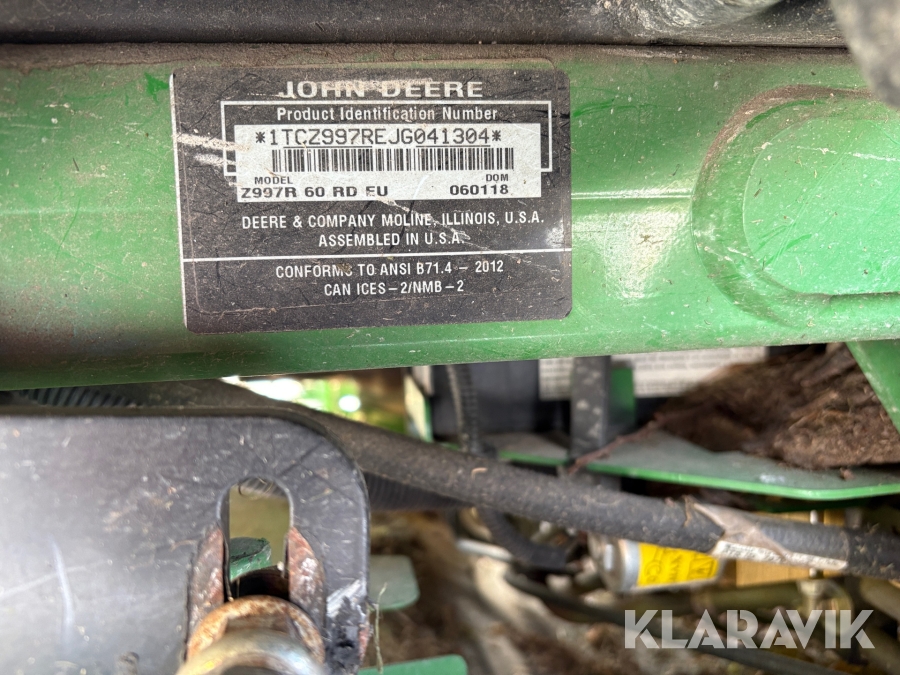 JOHN DEERE
Product Identification Number
*1TCZ997REJG041304*
MODEL DOM
Z997R 60 RD EU 060118
DEERE & COMPANY MOLINE, ILLINOIS, U.S.A.
ASSEMBLED IN U.S.A.
CONFORMS TO ANSI B71.4 – 2012
CAN ICES – 2/NMB – 2
KLARAVIK